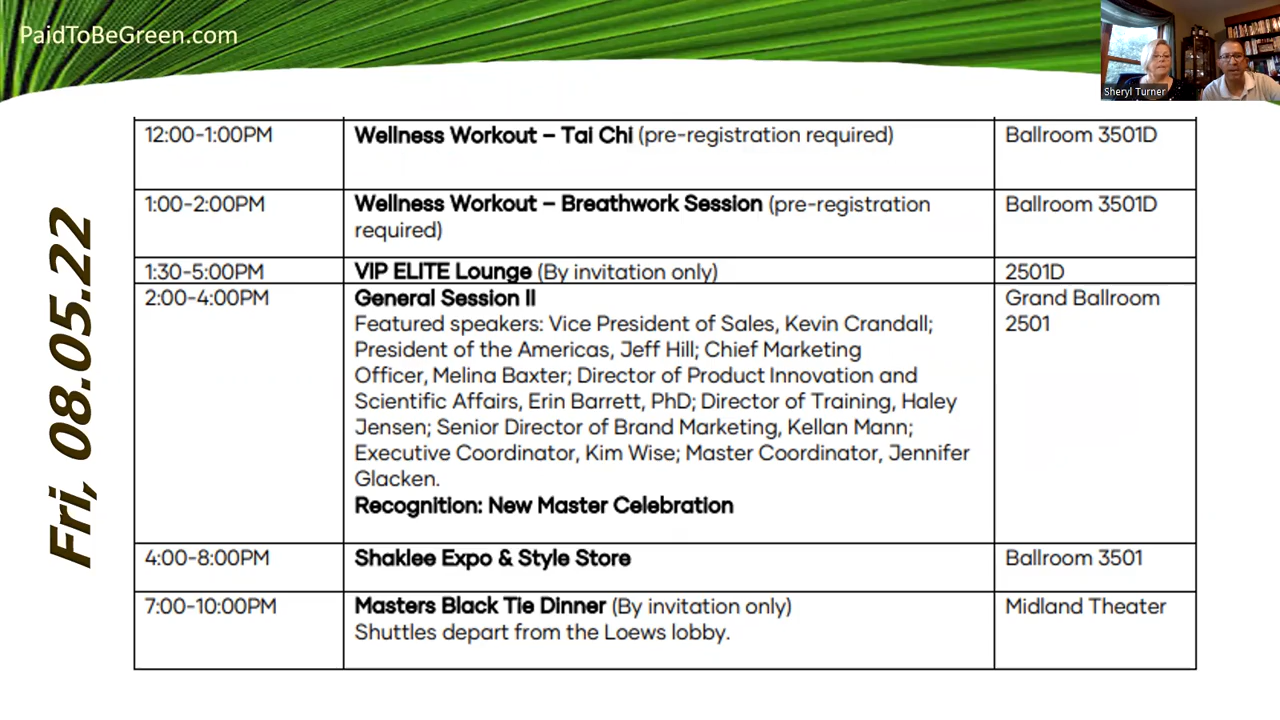 PaidToBeGreen.com
Sheryl Turner
Fri, 08.05.22
12:00-1:00PM Wellness Workout – Tai Chi (pre-registration required) Ballroom 3501D
1:00-2:00PM Wellness Workout – Breathwork Session (pre-registration Ballroom 3501D
required)
1:30-5:00PM VIP ELITE Lounge (By invitation only) 2501D
2:00-4:00PM General Session II Grand Ballroom
Featured speakers: Vice President of Sales, Kevin Crandall; 2501
President of the Americas, Jeff Hill; Chief Marketing
Officer, Melina Baxter; Director of Product Innovation and
Scientific Affairs, Erin Barrett, PhD; Director of Training, Haley
Jensen; Senior Director of Brand Marketing, Kellan Mann;
Executive Coordinator, Kim Wise; Master Coordinator, Jennifer
Glacken.
Recognition: New Master Celebration
4:00-8:00PM Shaklee Expo & Style Store Ballroom 3501
7:00-10:00PM Masters Black Tie Dinner (By invitation only) Midland Theater
Shuttles depart from the Loews lobby.